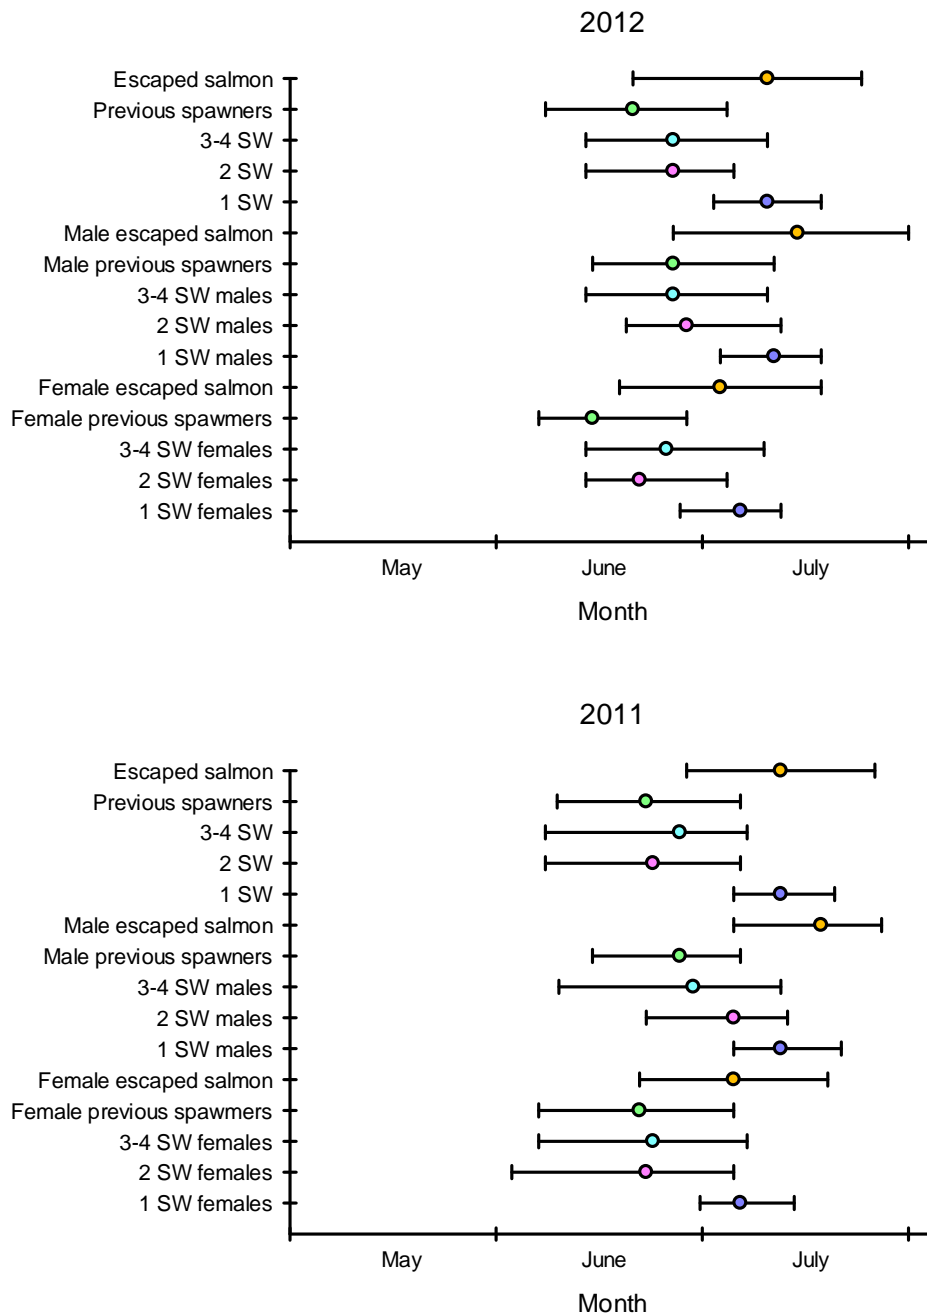 2012
Escaped salmon
Previous spawners
3-4 SW
2 SW
1 SW
Male escaped salmon
Male previous spawners
3-4 SW males
2 SW males
1 SW males
Female escaped salmon
Female previous spawmers
3-4 SW females
2 SW females
1 SW females
May June July
Month
2011
Escaped salmon
Previous spawners
3-4 SW
2 SW
1 SW
Male escaped salmon
Male previous spawners
3-4 SW males
2 SW males
1 SW males
Female escaped salmon
Female previous spawmers
3-4 SW females
2 SW females
1 SW females
May June July
Month